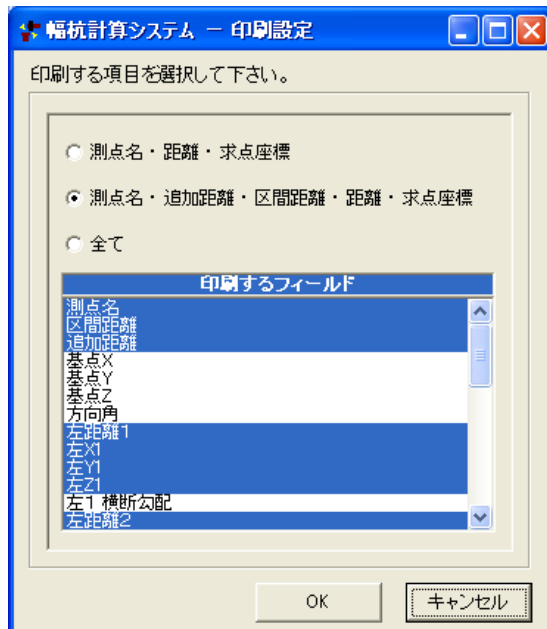 幅杭計算システム － 印刷設定
印刷する項目を選択して下さい。
測点名・距離・求点座標
測点名・追加距離・区間距離・距離・求点座標
全て
印刷するフィールド
測点名
区間距離
追加距離
基点X
基点Y
基点Z
方向角
左距離1
左X1
左Y1
左Z1
左1 横断勾配
左距離2
OK
キャンセル